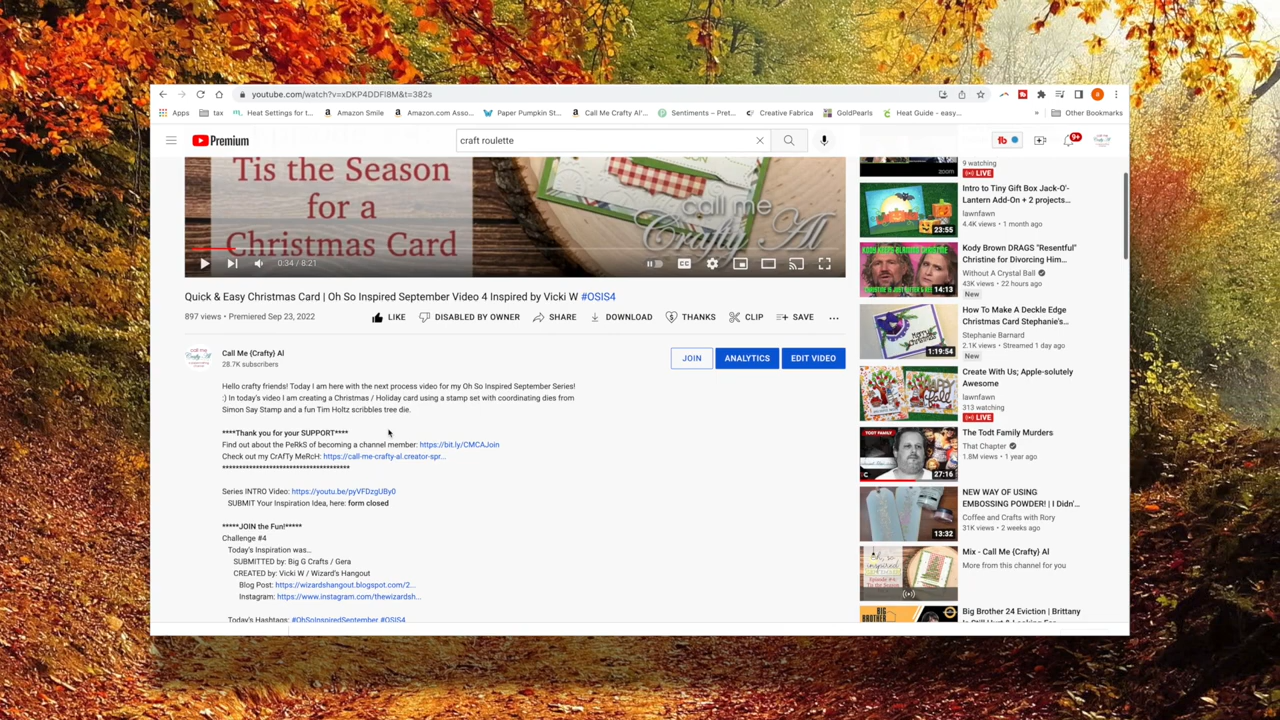 youtube.com/watch?v=xDKP4DDFI8M&t=382s
Apps
tax
Heat Settings for t...
Amazon Smile
Amazon.com Asso...
Paper Pumpkin St...
Call Me Crafty Al'...
Sentiments – Pret...
Creative Fabrica
GoldPearls
Heat Guide - easy...
»
Other Bookmarks
Premium
craft roulette
9+
Tis the Season
for a
Christmas Card
call me
Crafty Al
0:34 / 8:21
Quick & Easy Christmas Card | Oh So Inspired September Video 4 Inspired by Vicki W #OSIS4
897 views • Premiered Sep 23, 2022
LIKE
DISABLED BY OWNER
SHARE
DOWNLOAD
THANKS
CLIP
SAVE
Call Me {Crafty} Al
28.7K subscribers
JOIN
ANALYTICS
EDIT VIDEO
Hello crafty friends! Today I am here with the next process video for my Oh So Inspired September Series!
:) In today's video I am creating a Christmas / Holiday card using a stamp set with coordinating dies from
Simon Say Stamp and a fun Tim Holtz scribbles tree die.
****Thank you for your SUPPORT****
Find out about the PeRkS of becoming a channel member: https://bit.ly/CMCAJoin
Check out my CrAfTy MeRcH: https://call-me-crafty-al.creator-spr...
***************************************
Series INTRO Video: https://youtu.be/pyVFDzgUBy0
SUBMIT Your Inspiration Idea, here: form closed
*****JOIN the Fun!*****
Challenge #4
Today's Inspiration was...
SUBMITTED by: Big G Crafts / Gera
CREATED by: Vicki W / Wizard's Hangout
Blog Post: https://wizardshangout.blogspot.com/2...
Instagram: https://www.instagram.com/thewizardsh...
Today's Hashtags: #OhSoInspiredSeptember #OSIS4
zoom
9 watching
LIVE
23:55
Intro to Tiny Gift Box Jack-O'-
Lantern Add-On + 2 projects...
lawnfawn
4.4K views • 1 month ago
14:13
Kody Brown DRAGS "Resentful"
Christine for Divorcing Him...
Without A Crystal Ball
43K views • 22 hours ago
New
1:19:54
How To Make A Deckle Edge
Christmas Card Stephanie's...
Stephanie Barnard
2.1K views • Streamed 1 day ago
New
Create With Us; Apple-solutely
Awesome
lawnfawn
313 watching
LIVE
TODT FAMILY
27:16
The Todt Family Murders
That Chapter
1.8M views • 1 year ago
13:32
NEW WAY OF USING
EMBOSSING POWDER! | I Didn'...
Coffee and Crafts with Rory
31K views • 2 weeks ago
Mix - Call Me {Crafty} Al
More from this channel for you
BIG
BROTHER
Big Brother 24 Eviction | Brittany